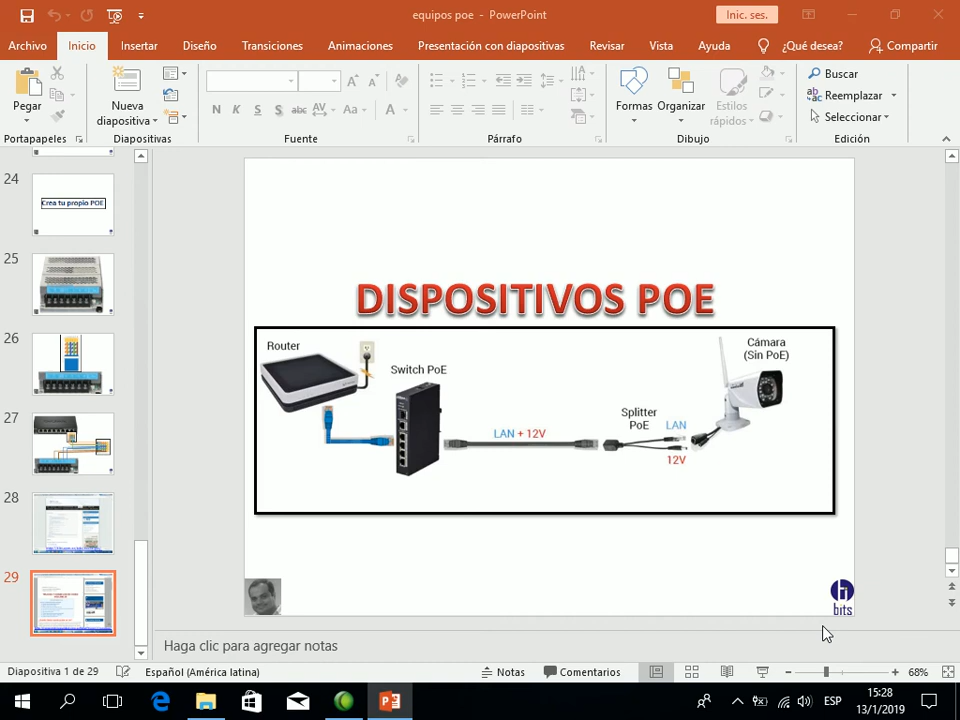 equipos poe - PowerPoint
Inic. ses.
Archivo
Inicio
Insertar
Diseño
Transiciones
Animaciones
Presentación con diapositivas
Revisar
Vista
Ayuda
¿Qué desea?
Compartir
Pegar
Nueva
diapositiva
N K S S abc AV Aa A
Formas
Organizar
Estilos
rápidos
Buscar
Reemplazar
Seleccionar
Portapapeles
Diapositivas
Fuente
Párrafo
Dibujo
Edición
24
Crea tu propio POE
25
26
27
28
29
DISPOSITIVOS POE
Router
Switch PoE
LAN + 12V
Splitter
PoE
LAN
12V
Cámara
(Sin PoE)
bits
Haga clic para agregar notas
Diapositiva 1 de 29
Español (América latina)
Notas
Comentarios
68%
ESP
15:28
13/1/2019